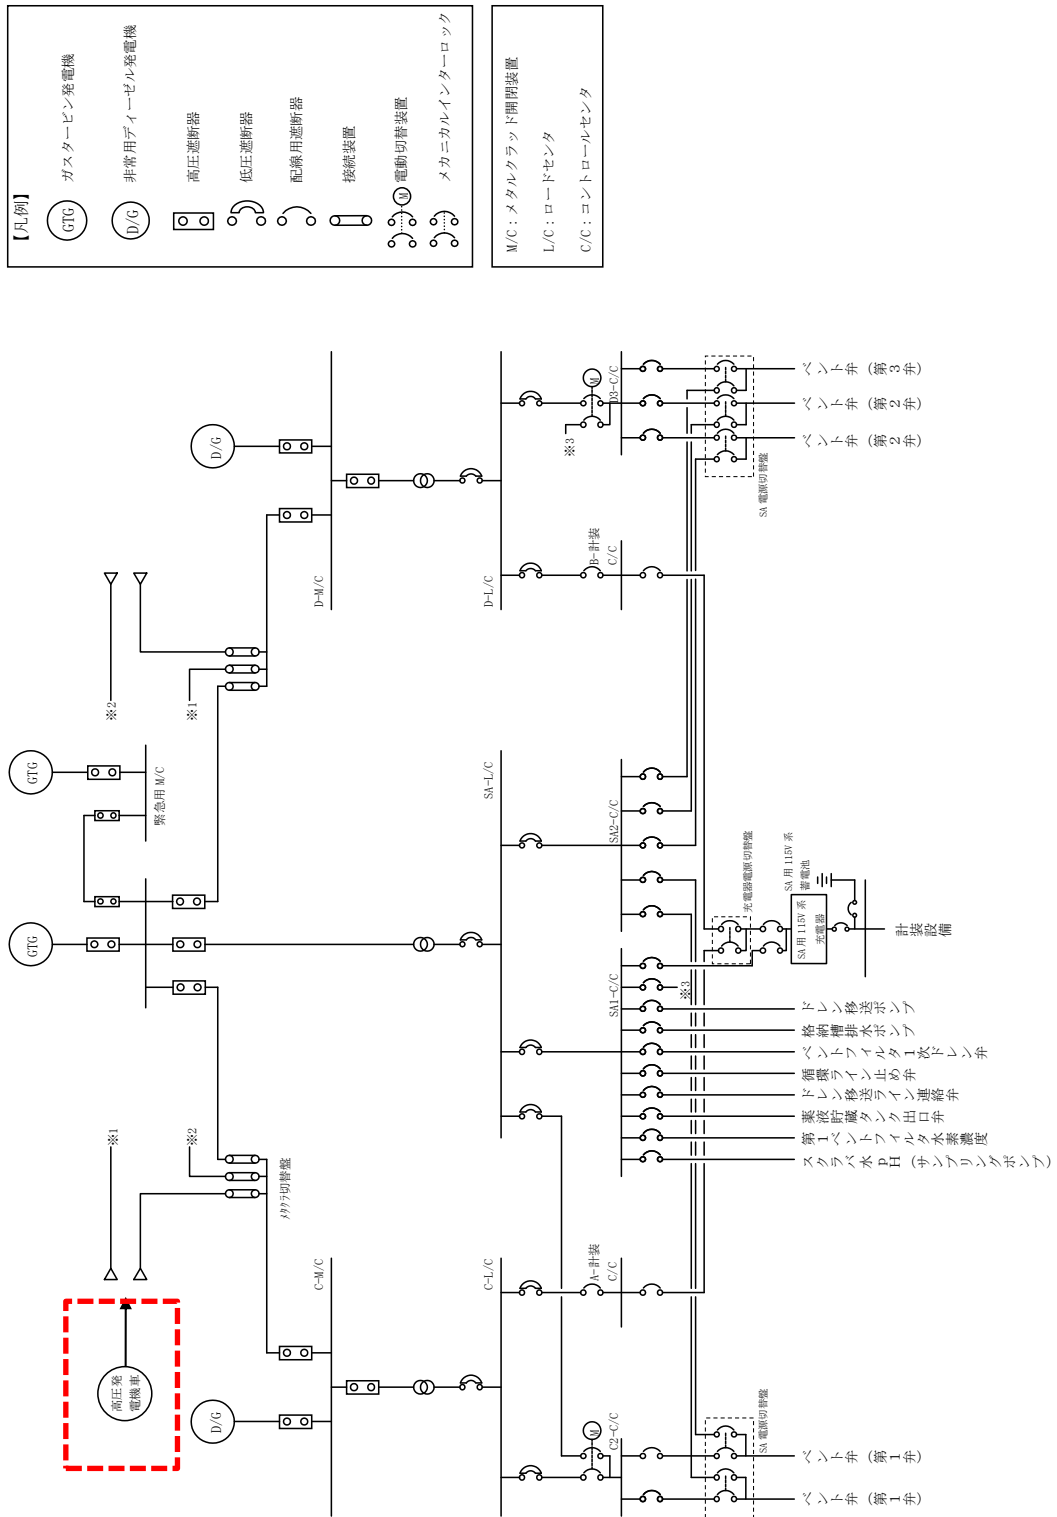 【凡例】
GTG ガスタービン発電機
D/G 非常用ディーゼル発電機
高圧遮断器
低圧遮断器
配線用遮断器
接続装置
M 電動切替装置
メカニカルインターロック
M/C：メタルクラッド開閉装置
L/C：ロードセンタ
C/C：コントロールセンタ
GTG
GTG
緊急用 M/C
高圧発
電機車
※1
※2
※2
※1
メタクラ切替盤
D/G
D/G
C-M/C
D-M/C
C-L/C
SA-L/C
D-L/C
M
C2-C/C
A-計装
C/C
SA1-C/C
※3
SA2-C/C
B-計装
C/C
※3
M
D3-C/C
SA 電源切替盤
SA 電源切替盤
充電器電源切替盤
SA 用 115V 系
充電器
SA 用 115V 系
蓄電池
計装設備
ベント弁（第1弁）
ベント弁（第1弁）
スクラバ水 pH（サンプリングポンプ）
第1ベントフィルタ水素濃度
薬液貯蔵タンク出口弁
ドレン移送ライン連絡弁
循環ライン止め弁
ベントフィルタ1次ドレン弁
格納槽排水ポンプ
ドレン移送ポンプ
ベント弁（第2弁）
ベント弁（第2弁）
ベント弁（第3弁）